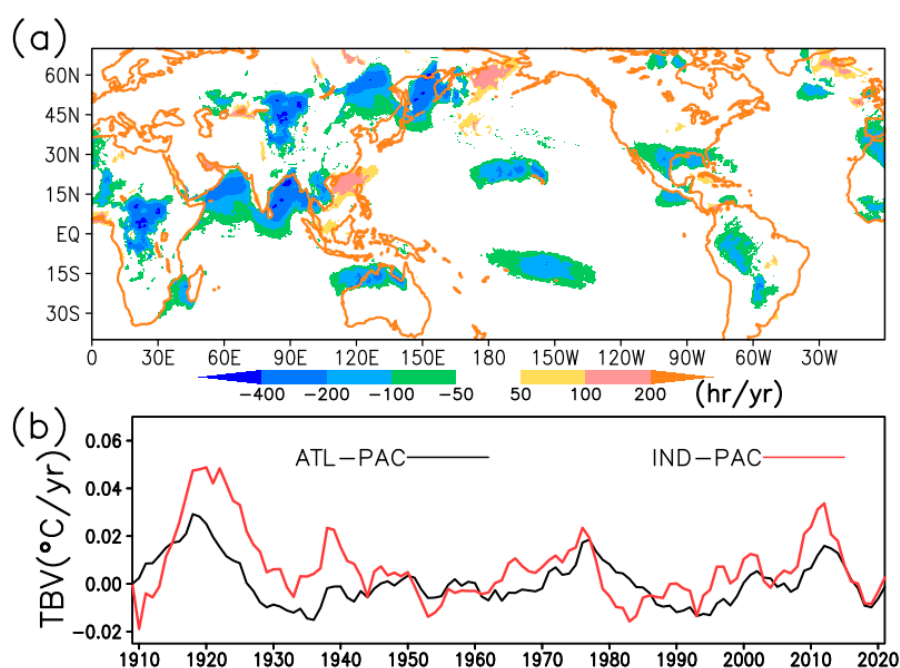 (a)
60N
45N
30N
15N
EQ
15S
30S
0 30E 60E 90E 120E 150E 180 150W 120W 90W 60W 30W
−400 −200 −100 −50 50 100 200 (hr/yr)
(b)
TBV(°C/yr)
0.06
0.04
0.02
0.00
−0.02
ATL−PAC IND−PAC
1910 1920 1930 1940 1950 1960 1970 1980 1990 2000 2010 2020